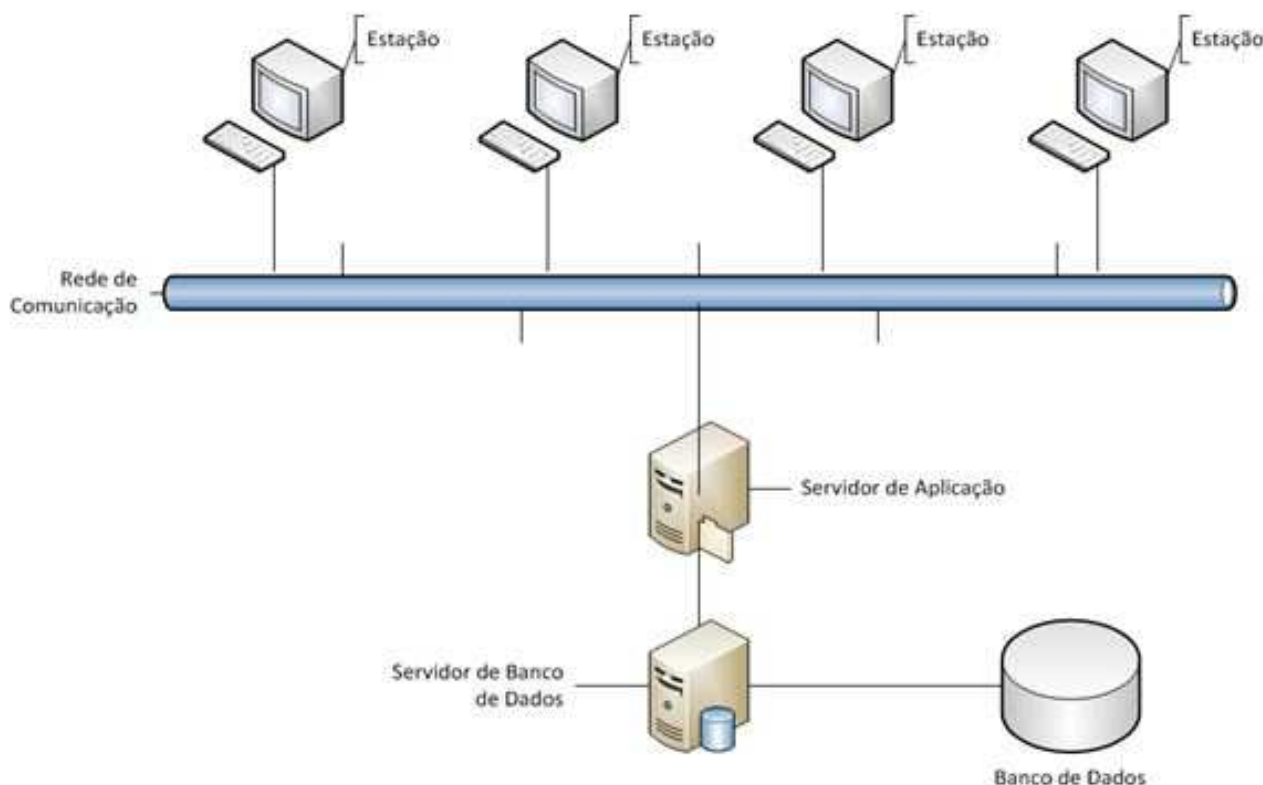 Estação
Estação
Estação
Estação
Rede de
Comunicação
Servidor de Aplicação
Servidor de Banco
de Dados
Banco de Dados